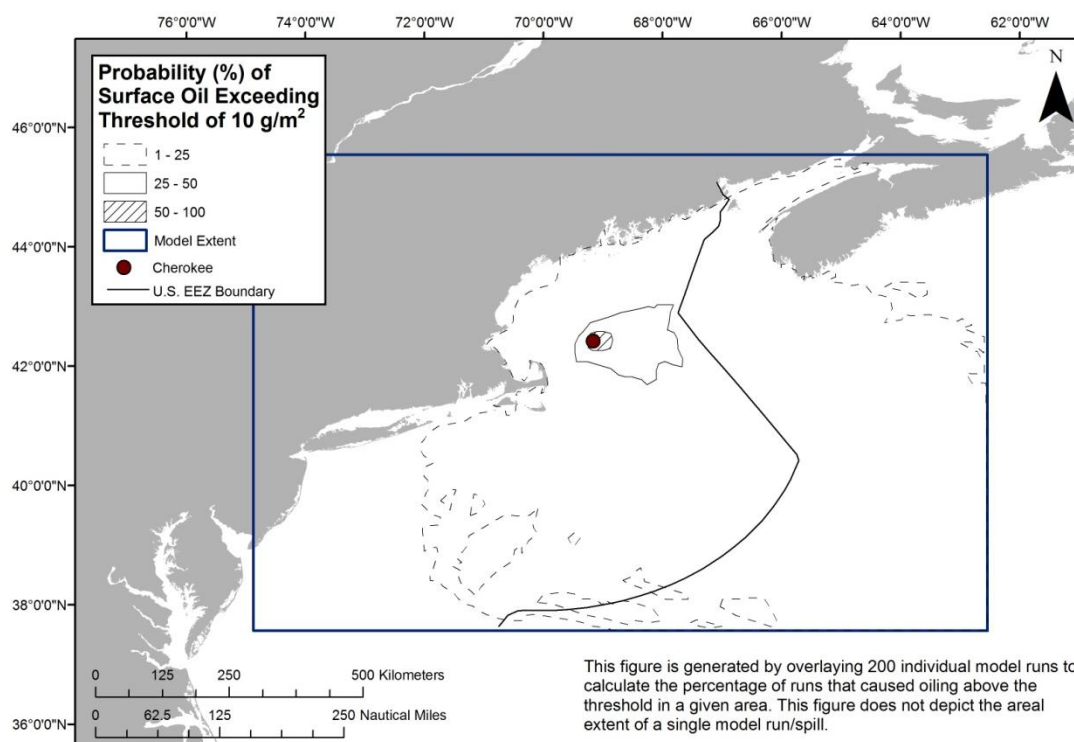 76°0'0"W 74°0'0"W 72°0'0"W 70°0'0"W 68°0'0"W 66°0'0"W 64°0'0"W 62°0'0"W
Probability (%) of
Surface Oil Exceeding
Threshold of 10 g/m²
1 - 25
25 - 50
50 - 100
Model Extent
Cherokee
U.S. EEZ Boundary
N
46°0'0"N
44°0'0"N
42°0'0"N
40°0'0"N
38°0'0"N
36°0'0"N
0 125 250 500 Kilometers
0 62.5 125 250 Nautical Miles
This figure is generated by overlaying 200 individual model runs to
calculate the percentage of runs that caused oiling above the
threshold in a given area. This figure does not depict the areal
extent of a single model run/spill.